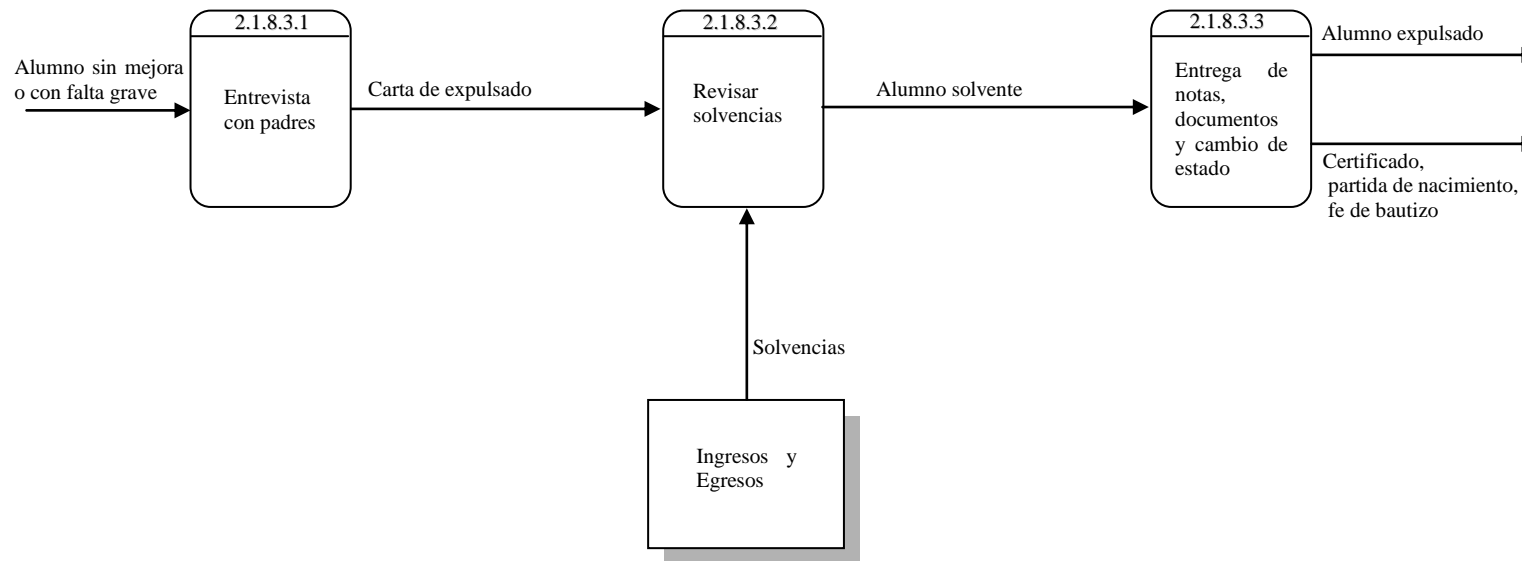 2.1.8.3.1
2.1.8.3.2
2.1.8.3.3
Alumno sin mejora
o con falta grave
Entrevista
con padres
Carta de expulsado
Revisar
solvencias
Alumno solvente
Entrega de
notas,
documentos
y cambio de
estado
Alumno expulsado
Certificado,
partida de nacimiento,
fe de bautizo
Solvencias
Ingresos y
Egresos